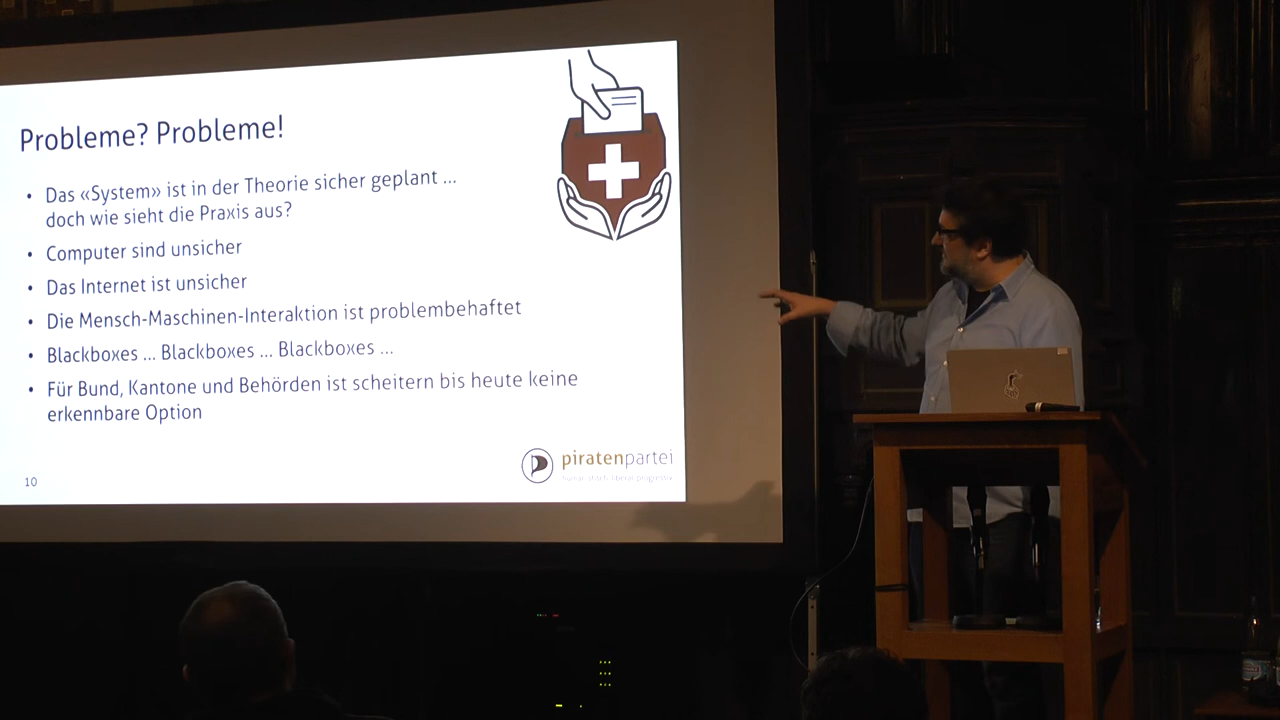 Probleme? Probleme!
• Das «System» ist in der Theorie sicher geplant ...
doch wie sieht die Praxis aus?
• Computer sind unsicher
• Das Internet ist unsicher
• Die Mensch-Maschinen-Interaktion ist problembehaftet
• Blackboxes ... Blackboxes ... Blackboxes ...
• Für Bund, Kantone und Behörden ist scheitern bis heute keine
erkennbare Option
piratenpartei
10